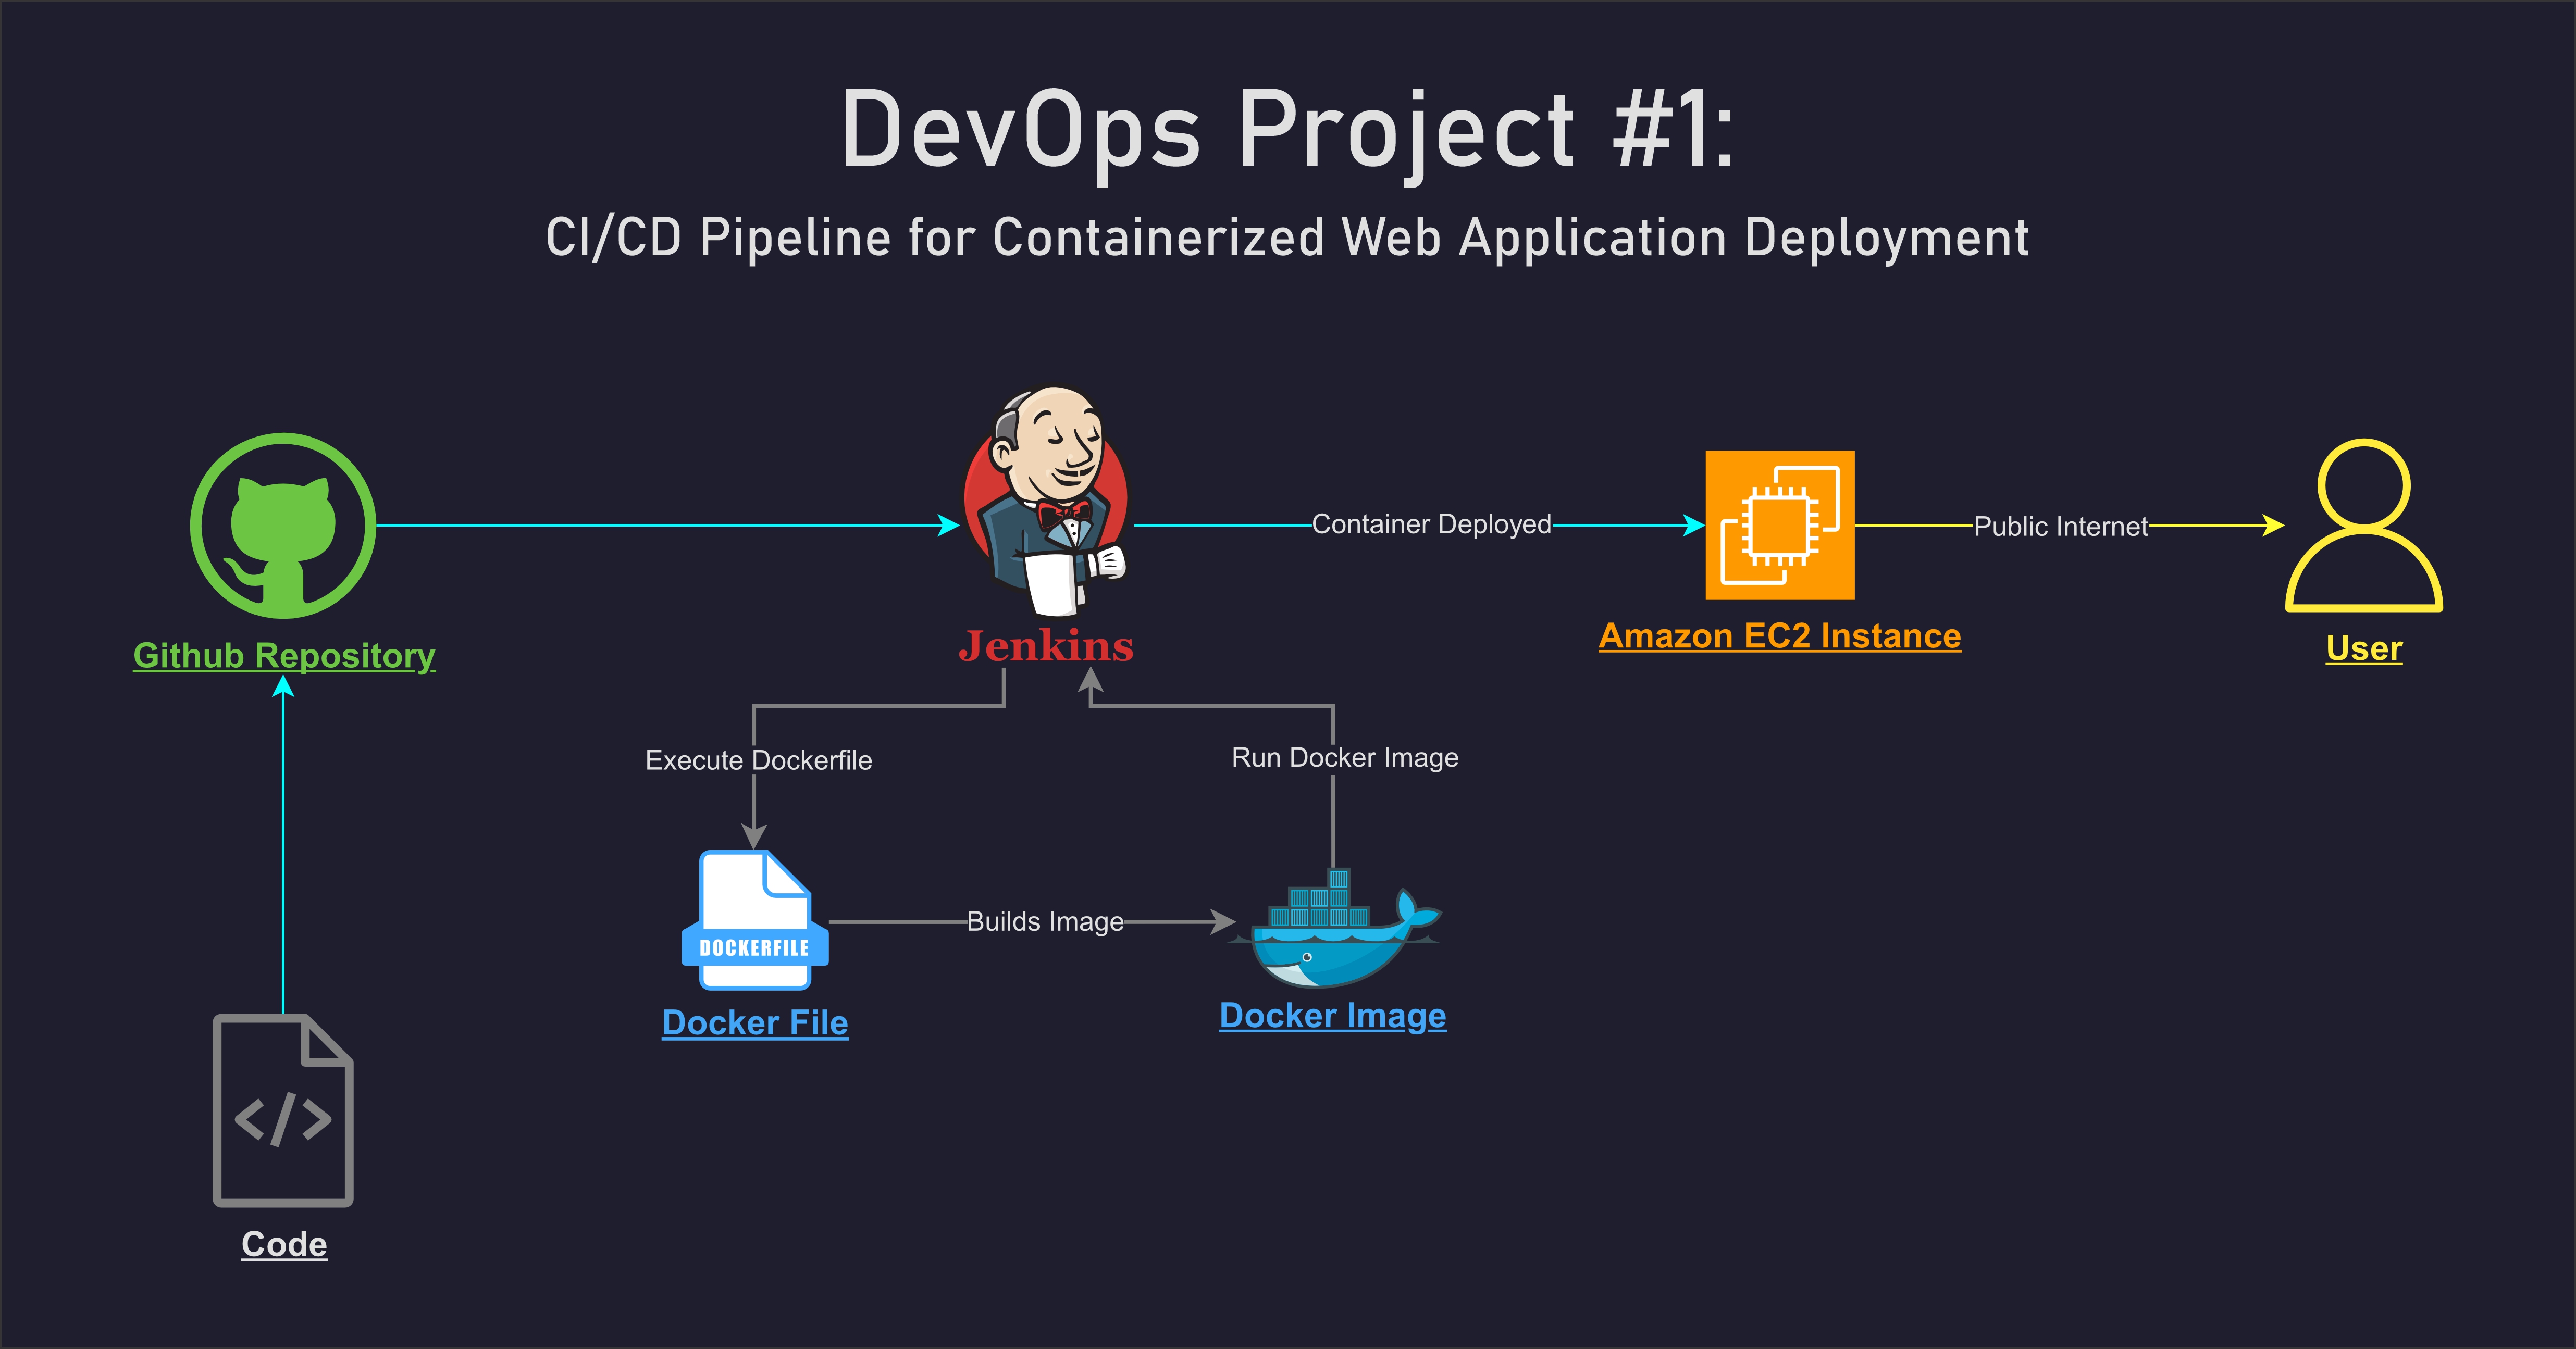 DevOps Project #1:
CI/CD Pipeline for Containerized Web Application Deployment
Github Repository
Jenkins
Container Deployed
Amazon EC2 Instance
Public Internet
User
Execute Dockerfile
Run Docker Image
DOCKERFILE
Builds Image
Docker File
Docker Image
</>
Code